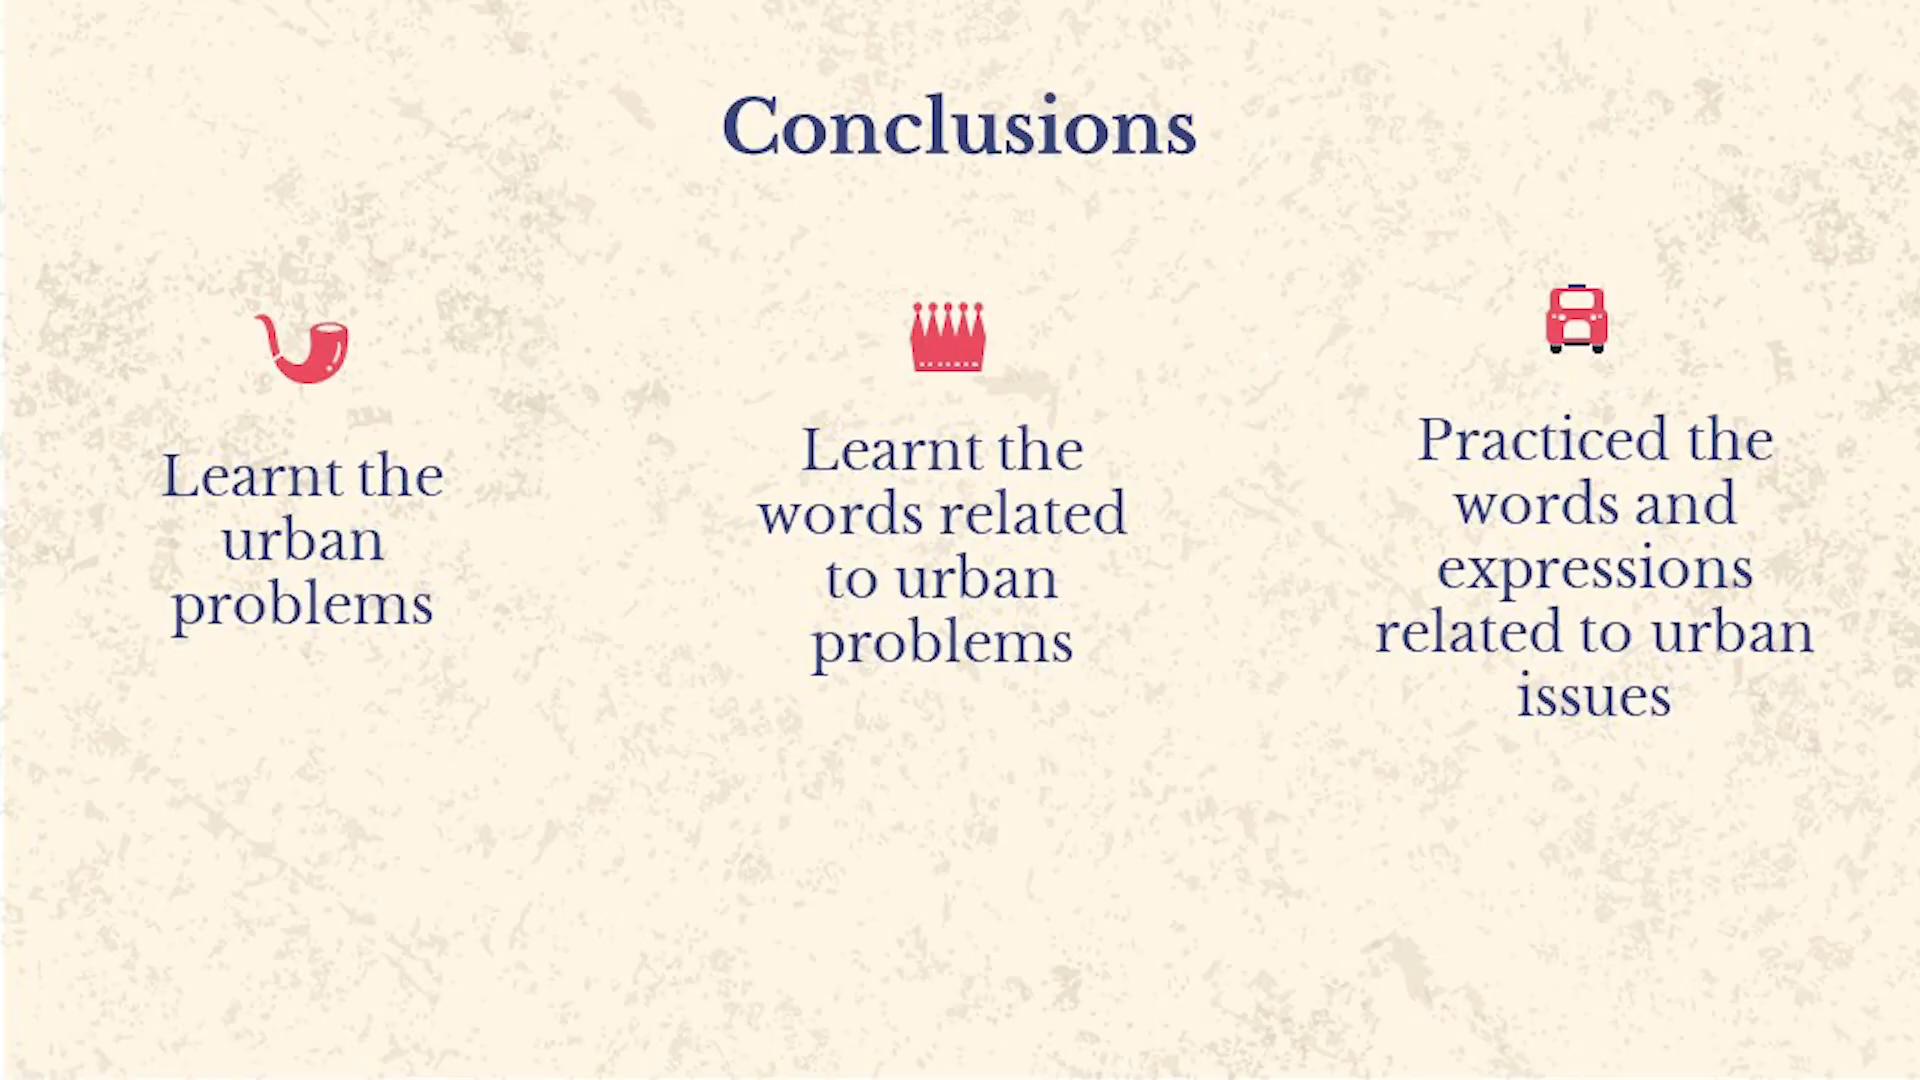 Conclusions
Learnt the
urban
problems
Learnt the
words related
to urban
problems
Practiced the
words and
expressions
related to urban
issues